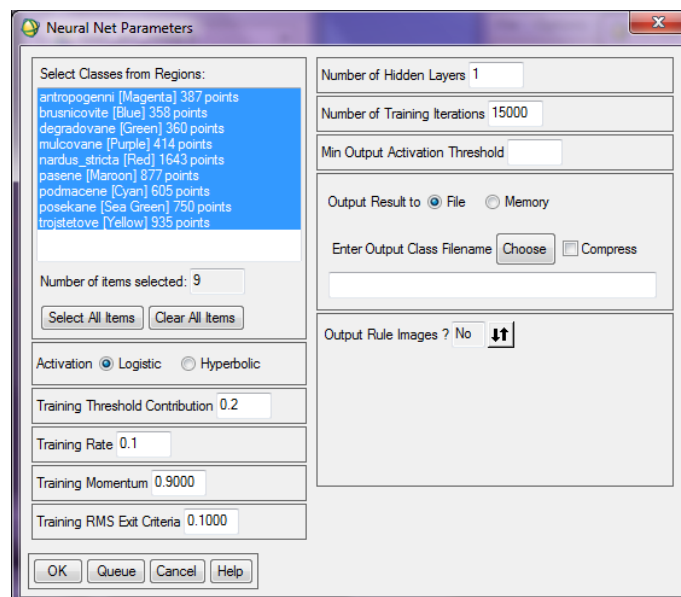 Neural Net Parameters
Select Classes from Regions:
antropogenni [Magenta] 387 points
brusnicovite [Blue] 358 points
degradovane [Green] 360 points
mulcovane [Purple] 414 points
nardus_stricta [Red] 1643 points
pasene [Maroon] 877 points
podmacene [Cyan] 605 points
posekane [Sea Green] 750 points
trojstetove [Yellow] 935 points
Number of items selected: 9
Select All Items Clear All Items
Activation Logistic Hyperbolic
Training Threshold Contribution 0.2
Training Rate 0.1
Training Momentum 0.9000
Training RMS Exit Criteria 0.1000
OK Queue Cancel Help
Number of Hidden Layers 1
Number of Training Iterations 15000
Min Output Activation Threshold
Output Result to File Memory
Enter Output Class Filename Choose Compress
Output Rule Images ? No